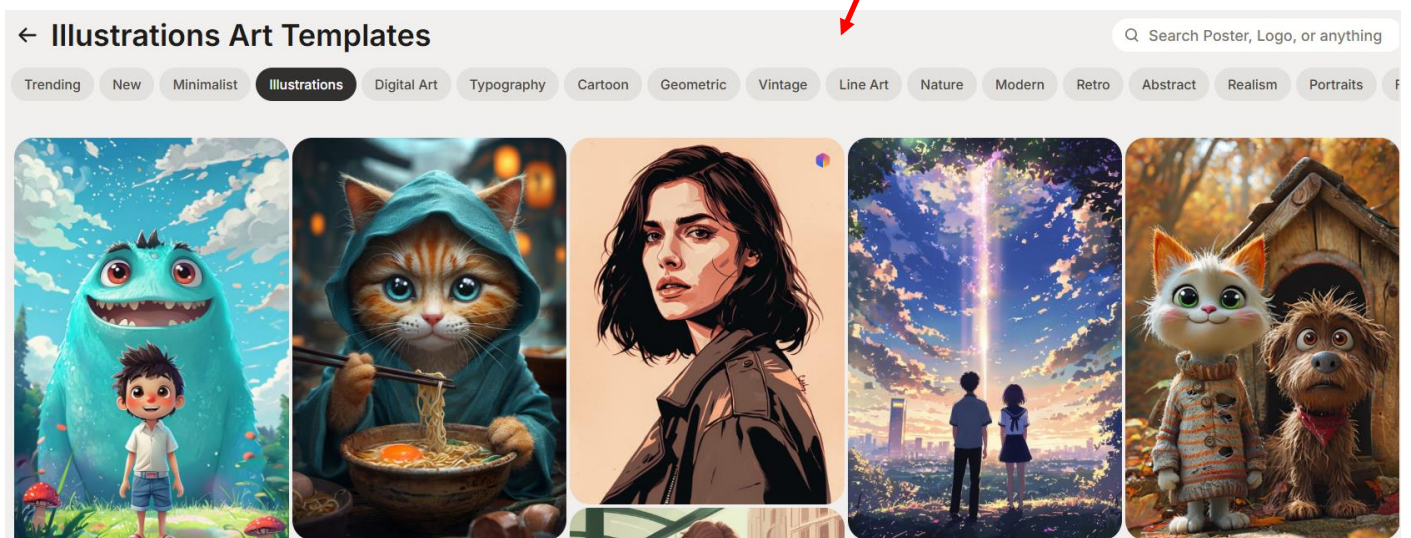 ← Illustrations Art Templates
Search Poster, Logo, or anything
Trending New Minimalist Illustrations Digital Art Typography Cartoon Geometric Vintage Line Art Nature Modern Retro Abstract Realism Portraits